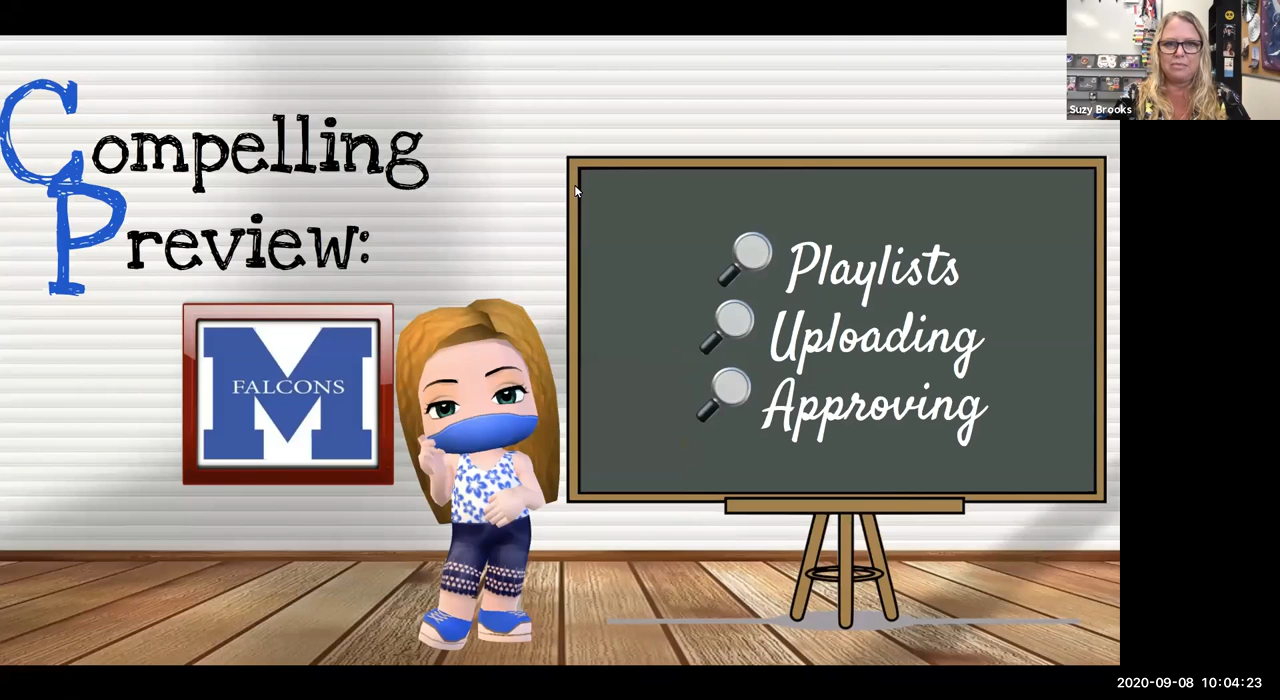 Compelling
Preview:
FALCONS
Playlists
Uploading
Approving
Suzy Brooks
2020-09-08 10:04:23